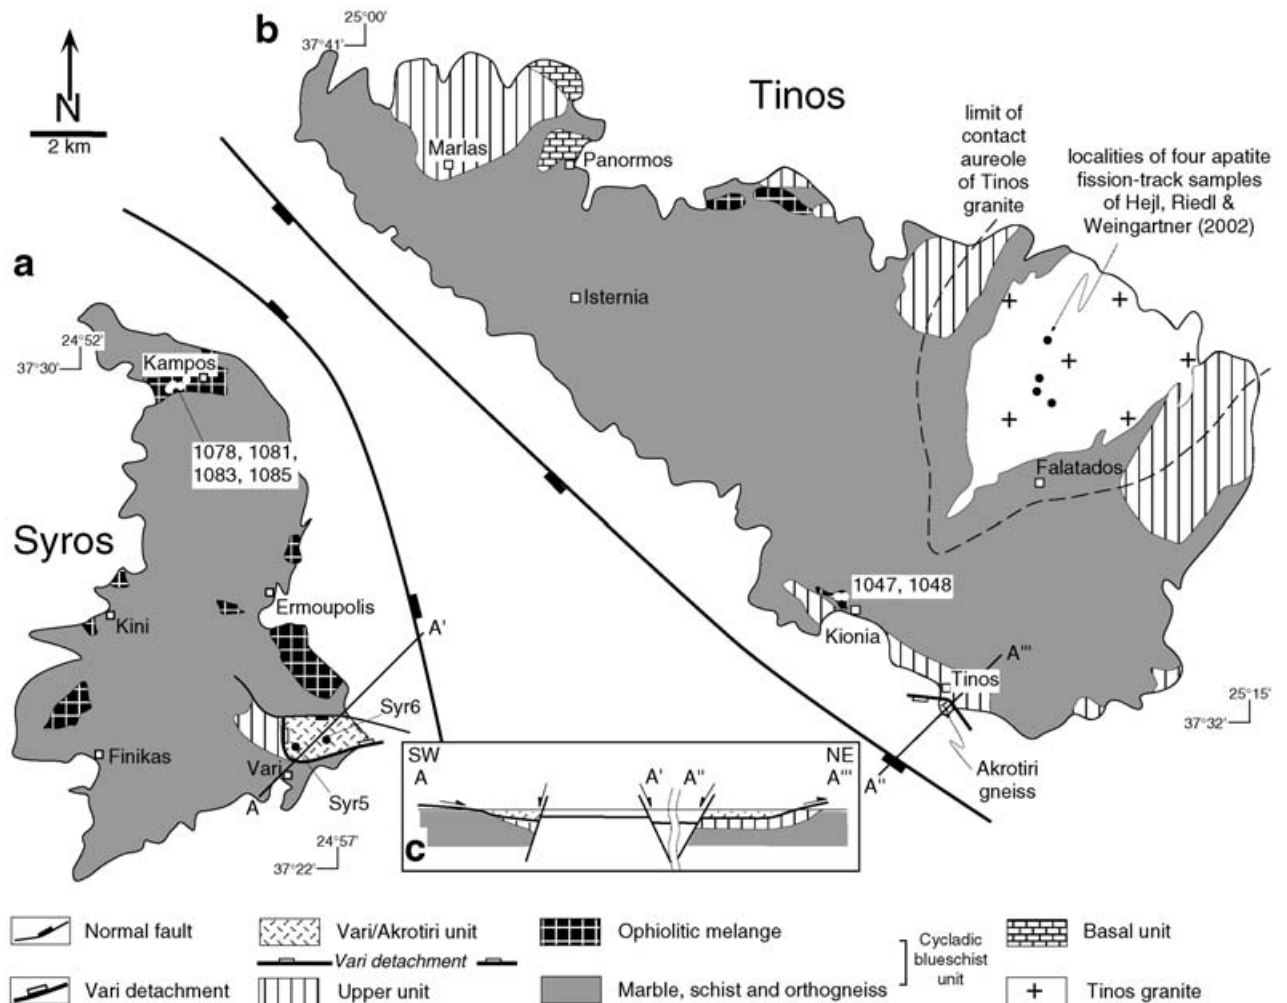 b
25°00'
37°41'
N
2 km
Tinos
Marlas
Panormos
limit of
contact
aureole
of Tinos
granite
localities of four apatite
fission-track samples
of Hejl, Riedl &
Weingartner (2002)
a
Isternia
24°52'
37°30'
Kampos
1078, 1081,
1083, 1085
Falatados
Syros
1047, 1048
Ermoupolis
Kini
Kionia
A'
A'''
Tinos
25°15'
37°32'
Syr6
Finikas
Vari
A
Syr5
A''
Akrotiri
gneiss
SW
NE
A
A'
A''
A'''
c
24°57'
37°22'
Normal fault
Vari/Akrotiri unit
Ophiolitic melange
Cycladic
blueschist
unit
Basal unit
Vari detachment
Vari detachment
Upper unit
Marble, schist and orthogneiss
Tinos granite